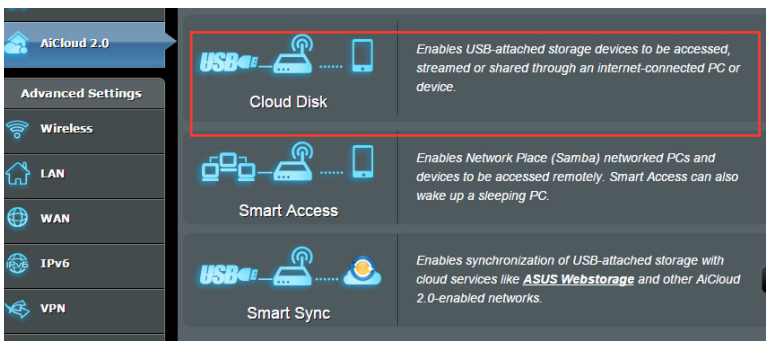 AiCloud 2.0
Advanced Settings
Wireless
LAN
WAN
IPv6
VPN
USB
Cloud Disk
Enables USB-attached storage devices to be accessed,
streamed or shared through an internet-connected PC or
device.
Smart Access
Enables Network Place (Samba) networked PCs and
devices to be accessed remotely. Smart Access can also
wake up a sleeping PC.
USB
Smart Sync
Enables synchronization of USB-attached storage with
cloud services like ASUS Webstorage and other AiCloud
2.0-enabled networks.